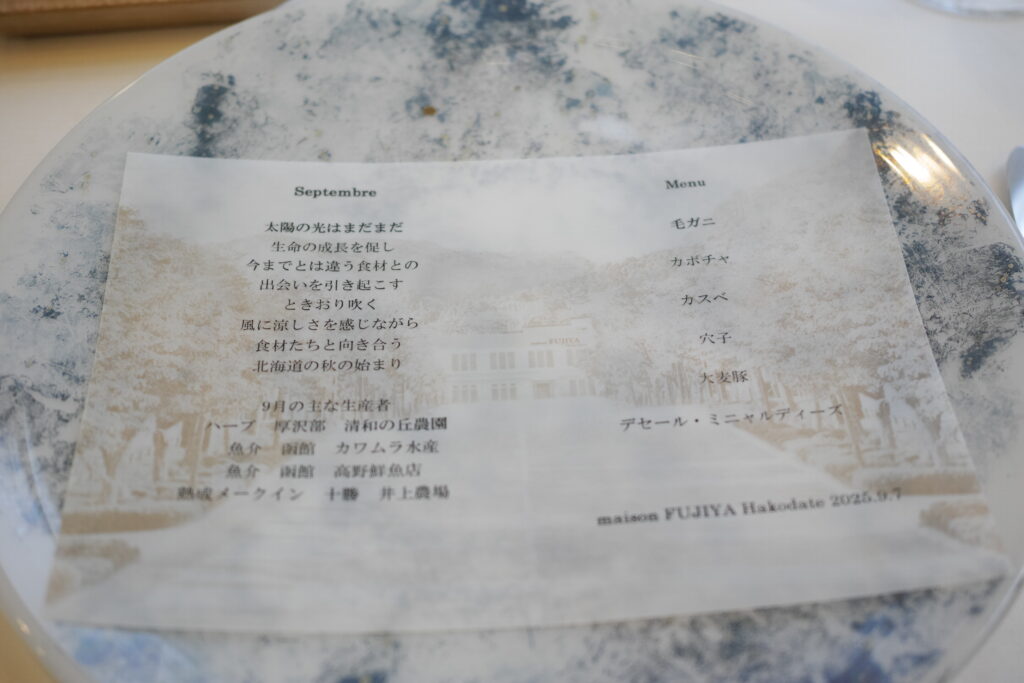 Septembre
太陽の光はまだまだ
生命の成長を促し
今までとは違う食材との
出会いを引き起こす
ときおり吹く
風に涼しさを感じながら
食材たちと向き合う
北海道の秋の始まり
9月の主な生産者
ハーブ 厚沢部 清和の丘農園
魚介 函館 カワムラ水産
魚介 函館 高野鮮魚店
熟成メークイン 十勝 井上農場
Menu
毛ガニ
カボチャ
カスベ
穴子
大麦豚
デセール・ミニャルディーズ
maison FUJIYA Hakodate 2025.9.7
maison FUJIYA